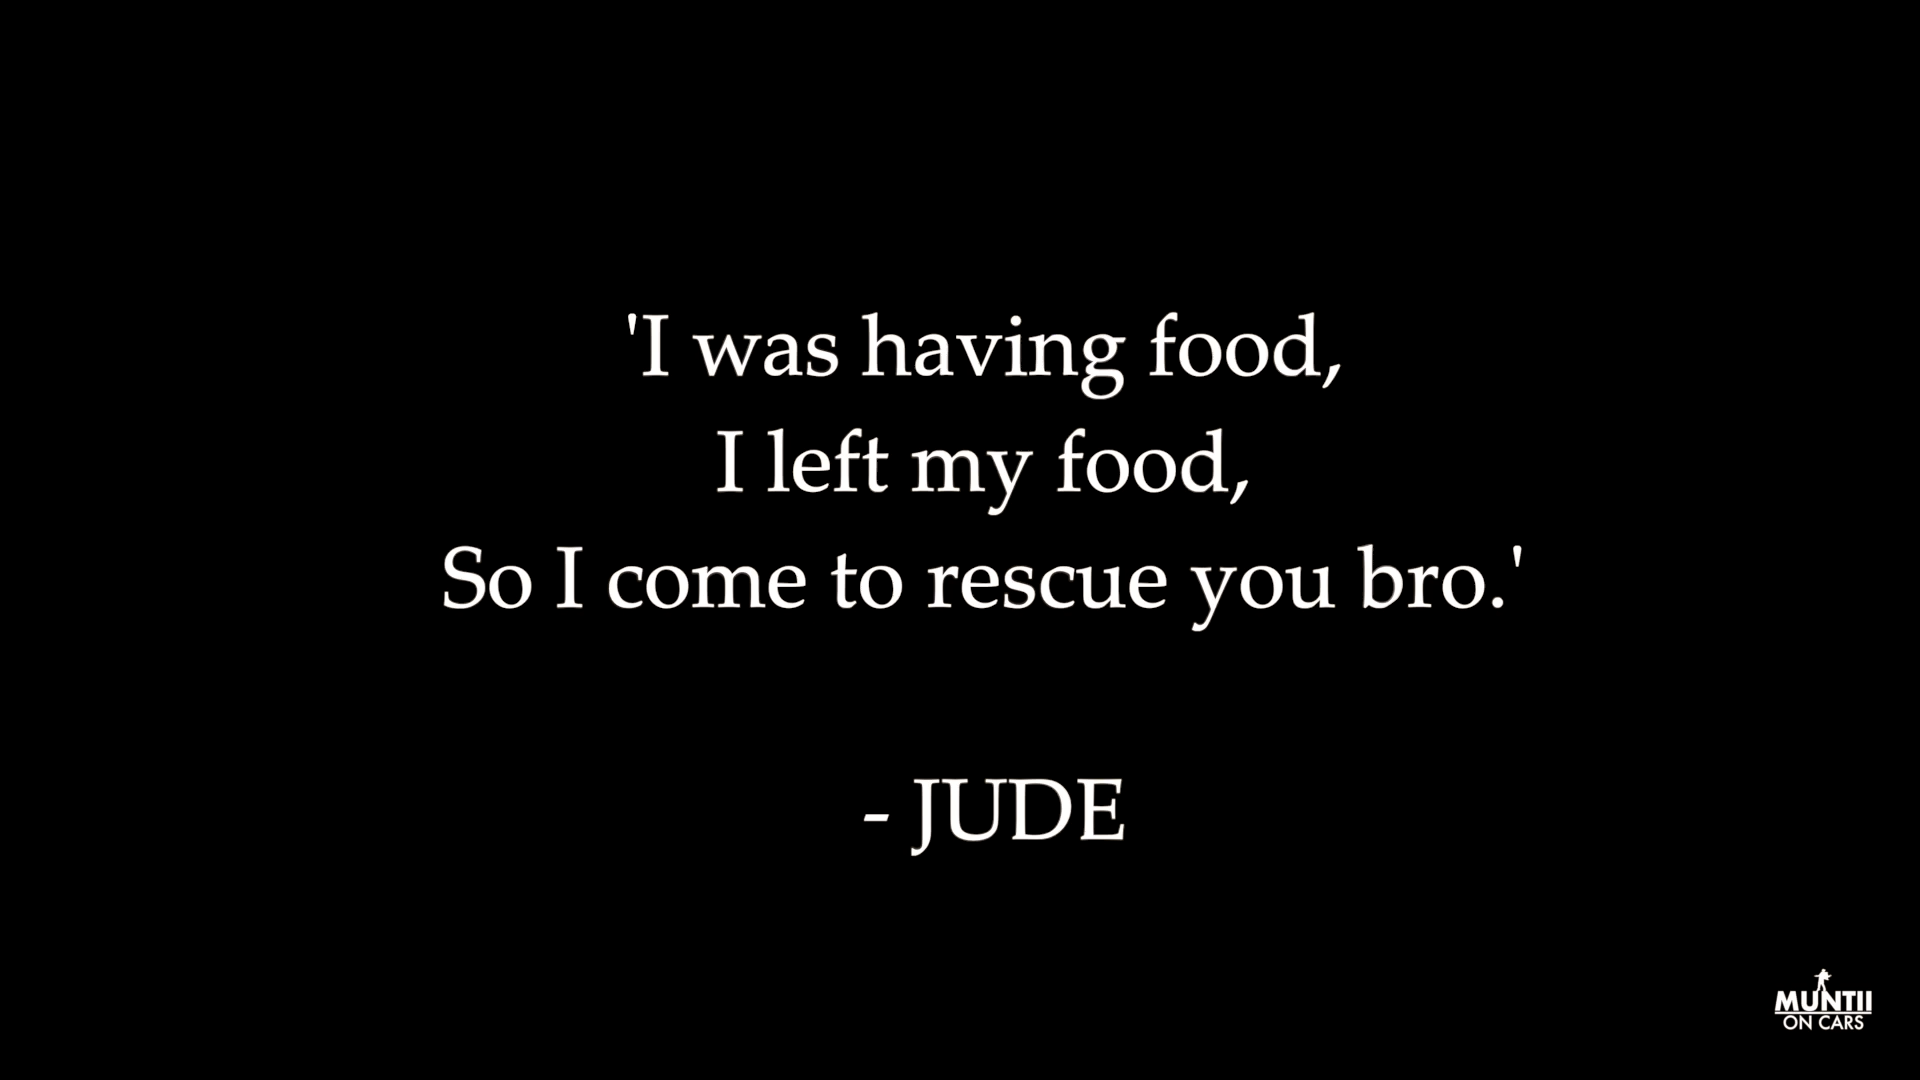 'I was having food,
I left my food,
So I come to rescue you bro.'
- JUDE
MUNTII
ON CARS